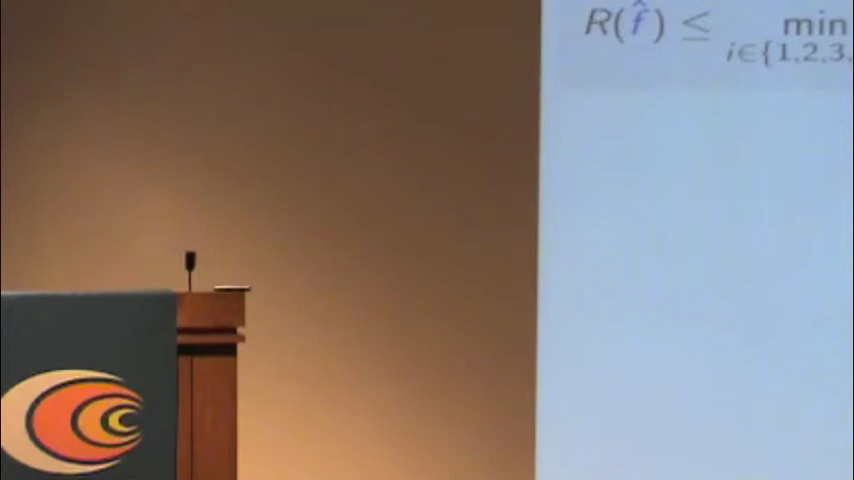 R(f̂) ≤ min
i∈{1,2,3,